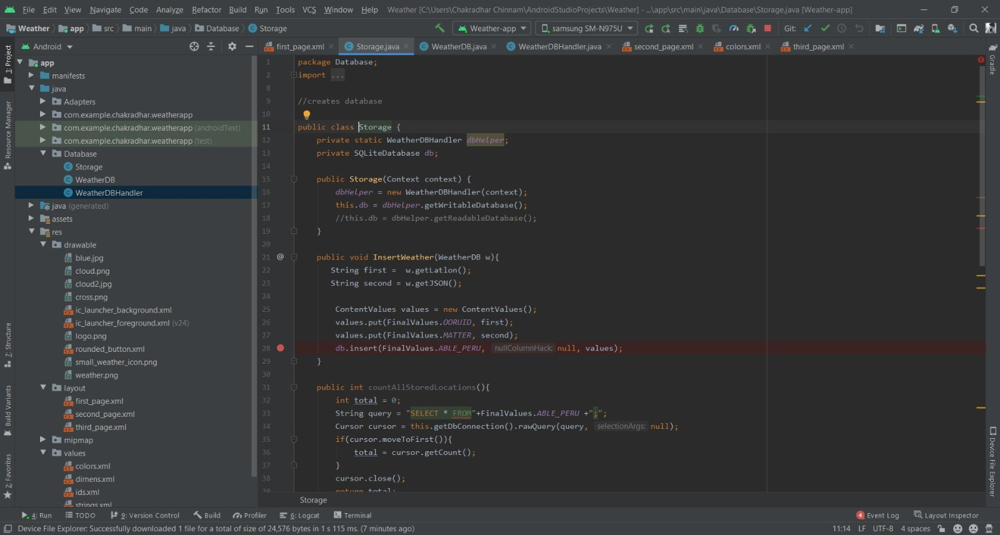 File Edit View Navigate Code Analyze Refactor Build Run Tools VCS Window Help Weather [C:\Users\Chakradhar Chinnam\AndroidStudioProjects\Weather] - ...\app\src\main\java\Database\Storage.java [Weather-app]
Weather app src main java Database Storage Weather-app samsung SM-N975U Git:
Android first_page.xml Storage.java WeatherDB.java WeatherDBHandler.java second_page.xml colors.xml third_page.xml
1: Project
Resource Manager
Z: Structure
Build Variants
2: Favorites
app
manifests
java
Adapters
com.example.chakradhar.weatherapp
com.example.chakradhar.weatherapp (androidTest)
com.example.chakradhar.weatherapp (test)
Database
Storage
WeatherDB
WeatherDBHandler
java (generated)
assets
res
drawable
blue.jpg
cloud.png
cloud2.jpg
cross.png
ic_launcher_background.xml
ic_launcher_foreground.xml (v24)
logo.png
rounded_button.xml
small_weather_icon.png
weather.png
layout
first_page.xml
second_page.xml
third_page.xml
mipmap
values
colors.xml
dimens.xml
ids.xml
strings.xml
1 package Database;
2 import ...
8
9 //creates database
10
11 public class Storage {
12 private static WeatherDBHandler dbHelper;
13 private SQLiteDatabase db;
14
15 public Storage(Context context) {
16 dbHelper = new WeatherDBHandler(context);
17 this.db = dbHelper.getWritableDatabase();
18 //this.db = dbHelper.getReadableDatabase();
19 }
20
21 @ public void InsertWeather(WeatherDB w){
22 String first = w.getLatlon();
23 String second = w.getJSON();
24
25 ContentValues values = new ContentValues();
26 values.put(FinalValues.OORUID, first);
27 values.put(FinalValues.MATTER, second);
28 db.insert(FinalValues.ABLE_PERU, nullColumnHack: null, values);
29 }
30
31 public int countAllStoredLocations(){
32 int total = 0;
33 String query = "SELECT * FROM"+FinalValues.ABLE_PERU +";";
34 Cursor cursor = this.getDbConnection().rawQuery(query, selectionArgs: null);
35 if(cursor.moveToFirst()){
36 total = cursor.getCount();
37 }
38 cursor.close();
39 return total;
Storage
Gradle
Device File Explorer
4: Run TODO 9: Version Control Build Profiler 6: Logcat Terminal 4 Event Log Layout Inspector
Device File Explorer: Successfully downloaded 1 file for a total of size of 24,576 bytes in 1 s 115 ms. (7 minutes ago) 11:14 LF UTF-8 4 spaces